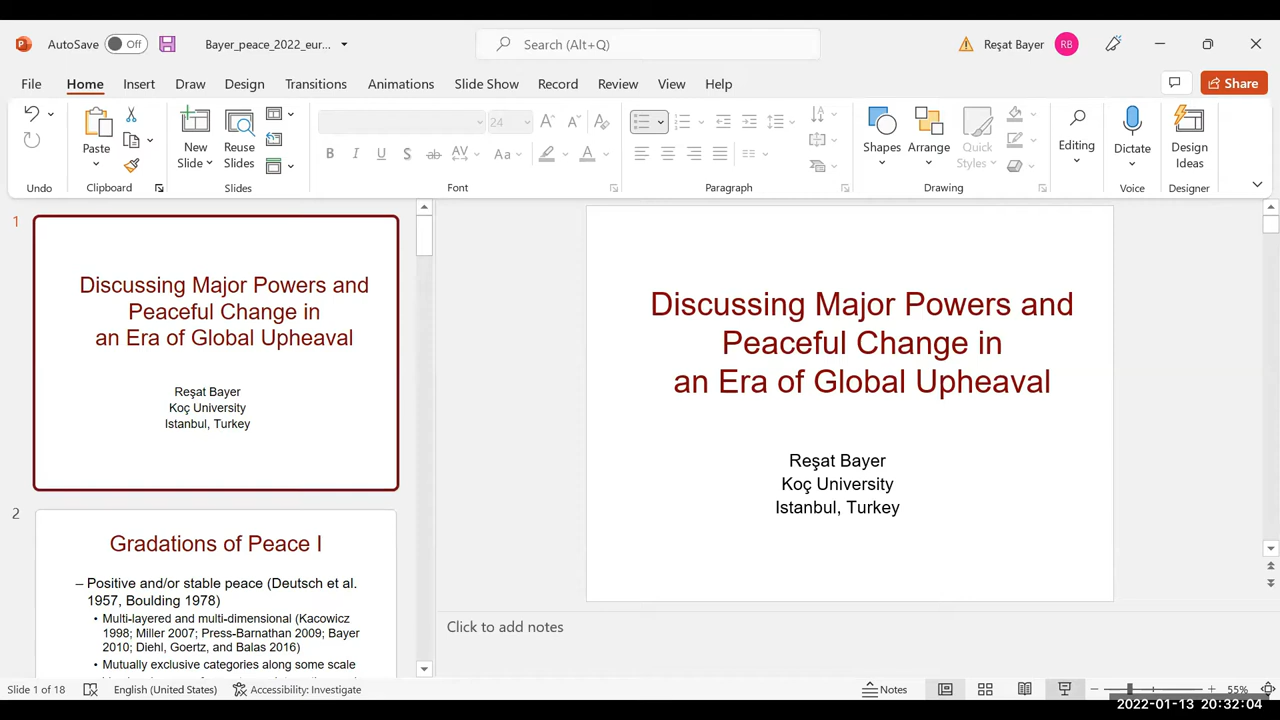 AutoSave Off Bayer_peace_2022_eur... Search (Alt+Q) Reşat Bayer RB
File Home Insert Draw Design Transitions Animations Slide Show Record Review View Help Share
24
Paste New Slide Reuse Slides Shapes Arrange Quick Styles Editing Dictate Design Ideas
Undo Clipboard Slides Font Paragraph Drawing Voice Designer
1
Discussing Major Powers and
Peaceful Change in
an Era of Global Upheaval
Reşat Bayer
Koç University
Istanbul, Turkey
2
Gradations of Peace I
– Positive and/or stable peace (Deutsch et al.
1957, Boulding 1978)
• Multi-layered and multi-dimensional (Kacowicz
1998; Miller 2007; Press-Barnathan 2009; Bayer
2010; Diehl, Goertz, and Balas 2016)
• Mutually exclusive categories along some scale
Discussing Major Powers and
Peaceful Change in
an Era of Global Upheaval
Reşat Bayer
Koç University
Istanbul, Turkey
Click to add notes
Slide 1 of 18 English (United States) Accessibility: Investigate Notes 55%
2022-01-13 20:32:04